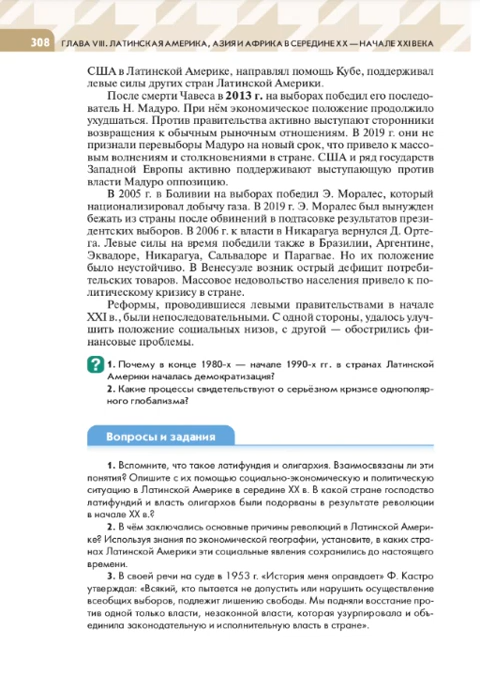 308 ГЛАВА VIII. ЛАТИНСКАЯ АМЕРИКА, АЗИЯ И АФРИКА В СЕРЕДИНЕ XX — НАЧАЛЕ XXI ВЕКА
США в Латинской Америке, направлял помощь Кубе, поддерживал
левые силы других стран Латинской Америки.
После смерти Чавеса в 2013 г. на выборах победил его последо-
ватель Н. Мадуро. При нём экономическое положение продолжило
ухудшаться. Против правительства активно выступают сторонники
возвращения к обычным рыночным отношениям. В 2019 г. они не
признали перевыборы Мадуро на новый срок, что привело к массо-
вым волнениям и столкновениям в стране. США и ряд государств
Западной Европы активно поддерживают выступающую против
власти Мадуро оппозицию.
В 2005 г. в Боливии на выборах победил Э. Моралес, который
национализировал добычу газа. В 2019 г. Э. Моралес был вынужден
бежать из страны после обвинений в подтасовке результатов прези-
дентских выборов. В 2006 г. к власти в Никарагуа вернулся Д. Орте-
га. Левые силы на время победили также в Бразилии, Аргентине,
Эквадоре, Никарагуа, Сальвадоре и Парагвае. Но их положение
было неустойчиво. В Венесуэле возник острый дефицит потреби-
тельских товаров. Массовое недовольство населения привело к по-
литическому кризису в стране.
Реформы, проводившиеся левыми правительствами в начале
XXI в., были непоследовательными. С одной стороны, удалось улуч-
шить положение социальных низов, с другой — обострились фи-
нансовые проблемы.
? 1. Почему в конце 1980-х — начале 1990-х гг. в странах Латинской
Америки началась демократизация?
2. Какие процессы свидетельствуют о серьёзном кризисе однополяр-
ного глобализма?
Вопросы и задания
1. Вспомните, что такое латифундия и олигархия. Взаимосвязаны ли эти
понятия? Опишите с их помощью социально-экономическую и политическую
ситуацию в Латинской Америке в середине XX в. В какой стране господство
латифундий и власть олигархов были подорваны в результате революции
в начале XX в.?
2. В чём заключались основные причины революций в Латинской Амери-
ке? Используя знания по экономической географии, установите, в каких стра-
нах Латинской Америки эти социальные явления сохранились до настоящего
времени.
3. В своей речи на суде в 1953 г. «История меня оправдает» Ф. Кастро
утверждал: «Всякий, кто пытается не допустить или нарушить осуществление
всеобщих выборов, подлежит лишению свободы. Мы подняли восстание про-
тив одной только власти, незаконной власти, которая узурпировала и объ-
единила законодательную и исполнительную власть в стране».